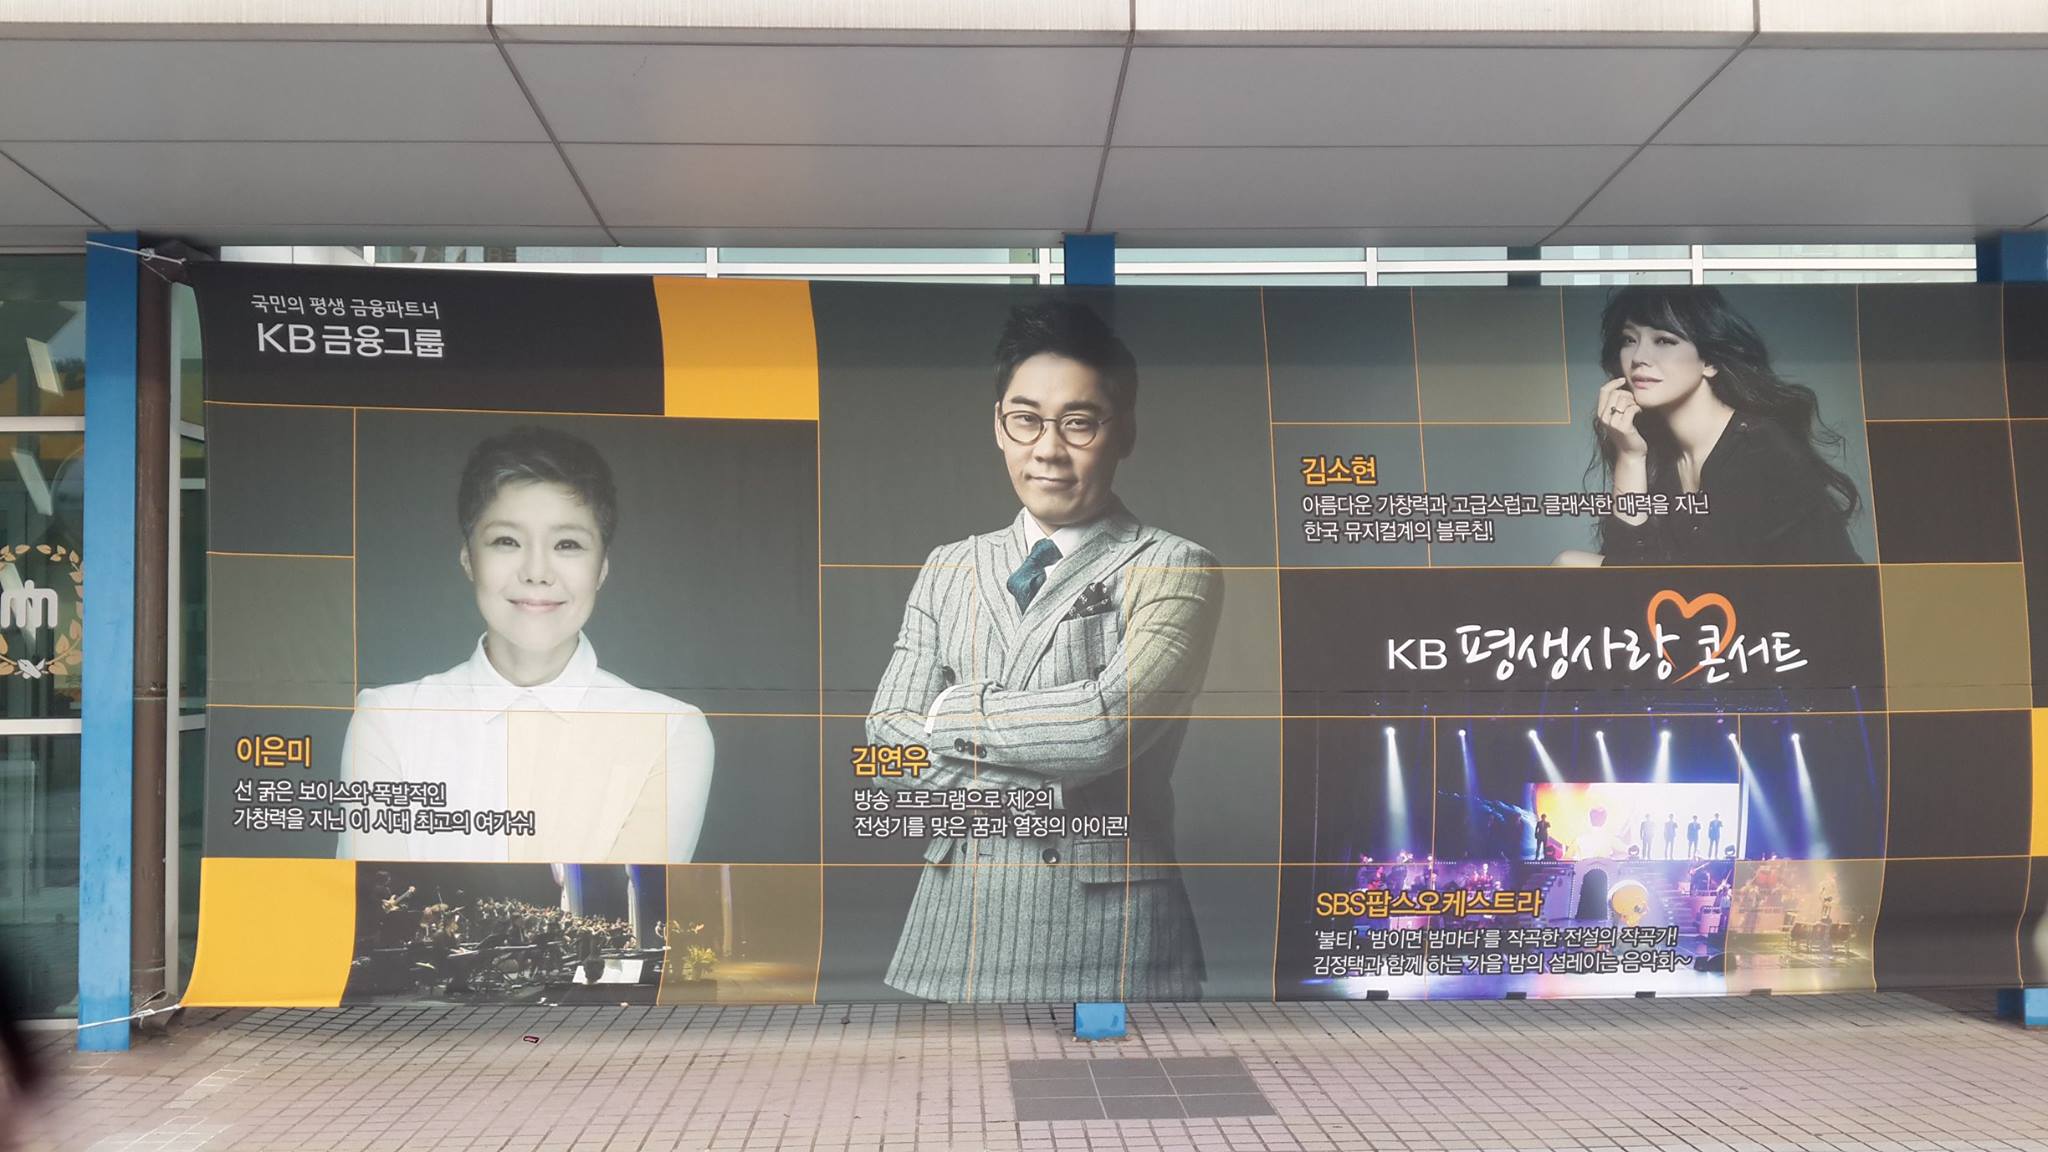 국민의 평생 금융파트너
KB금융그룹
이은미
선 굵은 보이스와 폭발적인
가창력을 지닌 이 시대 최고의 여가수!
김연우
방송 프로그램으로 제2의
전성기를 맞은 꿈과 열정의 아이콘!
김소현
아름다운 가창력과 고급스럽고 클래식한 매력을 지닌
한국 뮤지컬계의 블루칩!
KB 평생사랑 콘서트
SBS팝스오케스트라
'불티', '밤이면 밤마다'를 작곡한 전설의 작곡가!
김정택과 함께 하는 가을 밤의 설레이는 음악회~